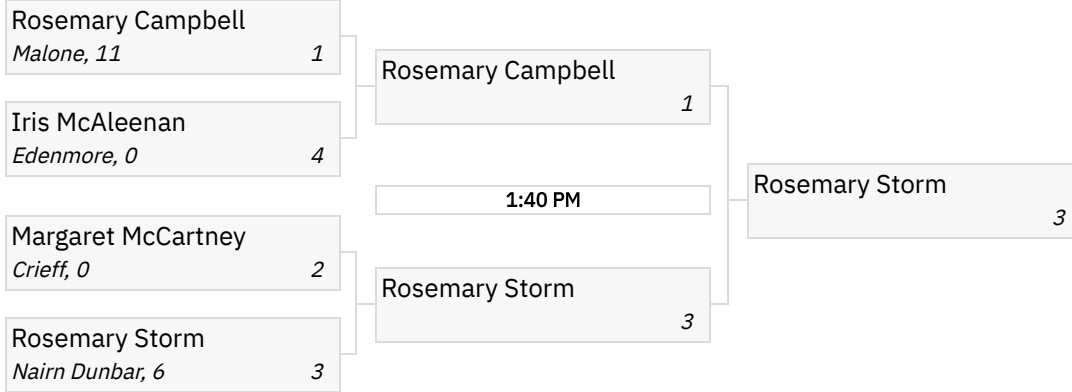 Rosemary Campbell
Malone, 11 1
Iris McAleenan
Edenmore, 0 4
Margaret McCartney
Crieff, 0 2
Rosemary Storm
Nairn Dunbar, 6 3
Rosemary Campbell
1
1:40 PM
Rosemary Storm
3
Rosemary Storm
3